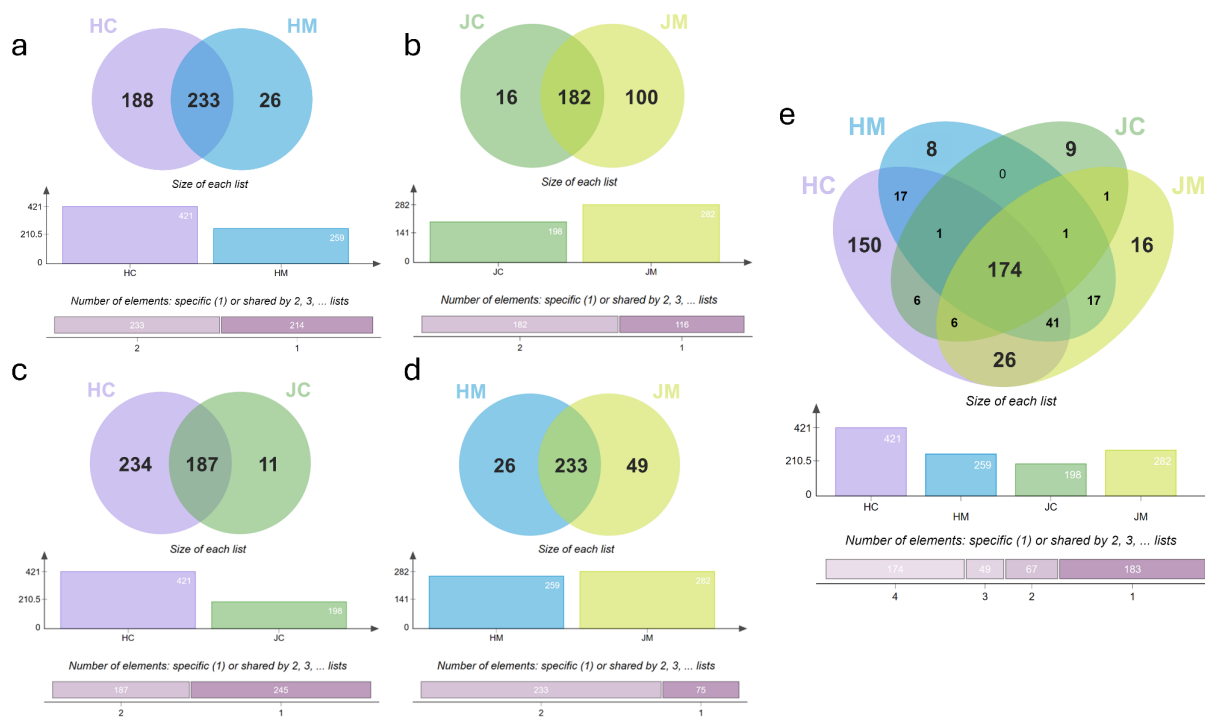 a
HC
HM
188
233
26
Size of each list
421
210.5
0
421
259
HC
HM
Number of elements: specific (1) or shared by 2, 3, ... lists
233
214
2
1
b
JC
JM
16
182
100
Size of each list
282
141
0
198
282
JC
JM
Number of elements: specific (1) or shared by 2, 3, ... lists
182
116
2
1
c
HC
JC
234
187
11
Size of each list
421
210.5
0
421
198
HC
JC
Number of elements: specific (1) or shared by 2, 3, ... lists
187
245
2
1
d
HM
JM
26
233
49
Size of each list
282
141
0
259
282
HM
JM
Number of elements: specific (1) or shared by 2, 3, ... lists
233
75
2
1
e
HM
JC
HC
JM
8
9
0
17
1
1
1
150
16
174
6
17
6
41
26
Size of each list
421
210.5
0
421
259
198
282
HC
HM
JC
JM
Number of elements: specific (1) or shared by 2, 3, ... lists
174
49
67
183
4
3
2
1